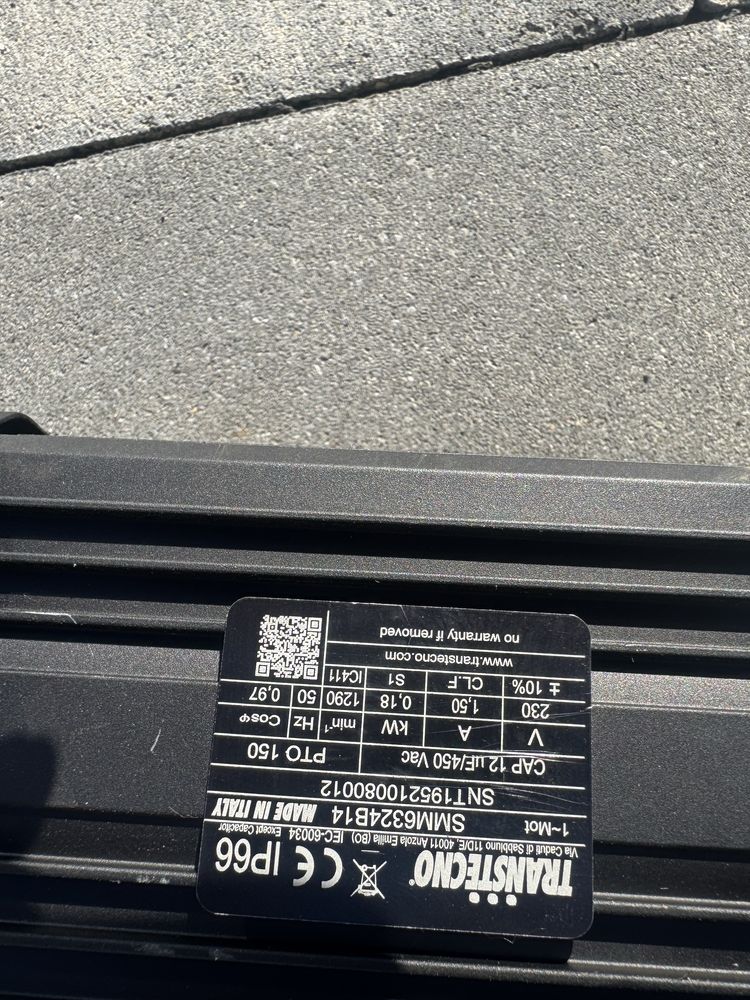 TRANSTECNO® CE IP66
Via Caduti di Sabbiuno 11D/E, 40011 Anzola Emilia (BO) IEC-60034 Except Capacitor
1~Mot SMM6324B14 MADE IN ITALY
SNT195210080012
CAP 12 uF/450 Vac PTO 150
V A kW min⁻¹ Hz Cosφ
230 1,50 0,18 1290 50 0,97
± 10% CL.F S1 IC411
www.transtecno.com
no warranty if removed